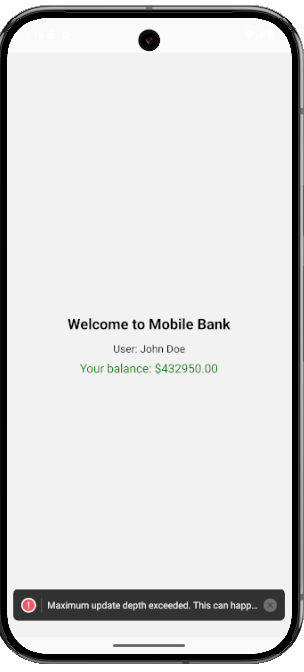 Welcome to Mobile Bank
User: John Doe
Your balance: $432950.00
Maximum update depth exceeded. This can happ...